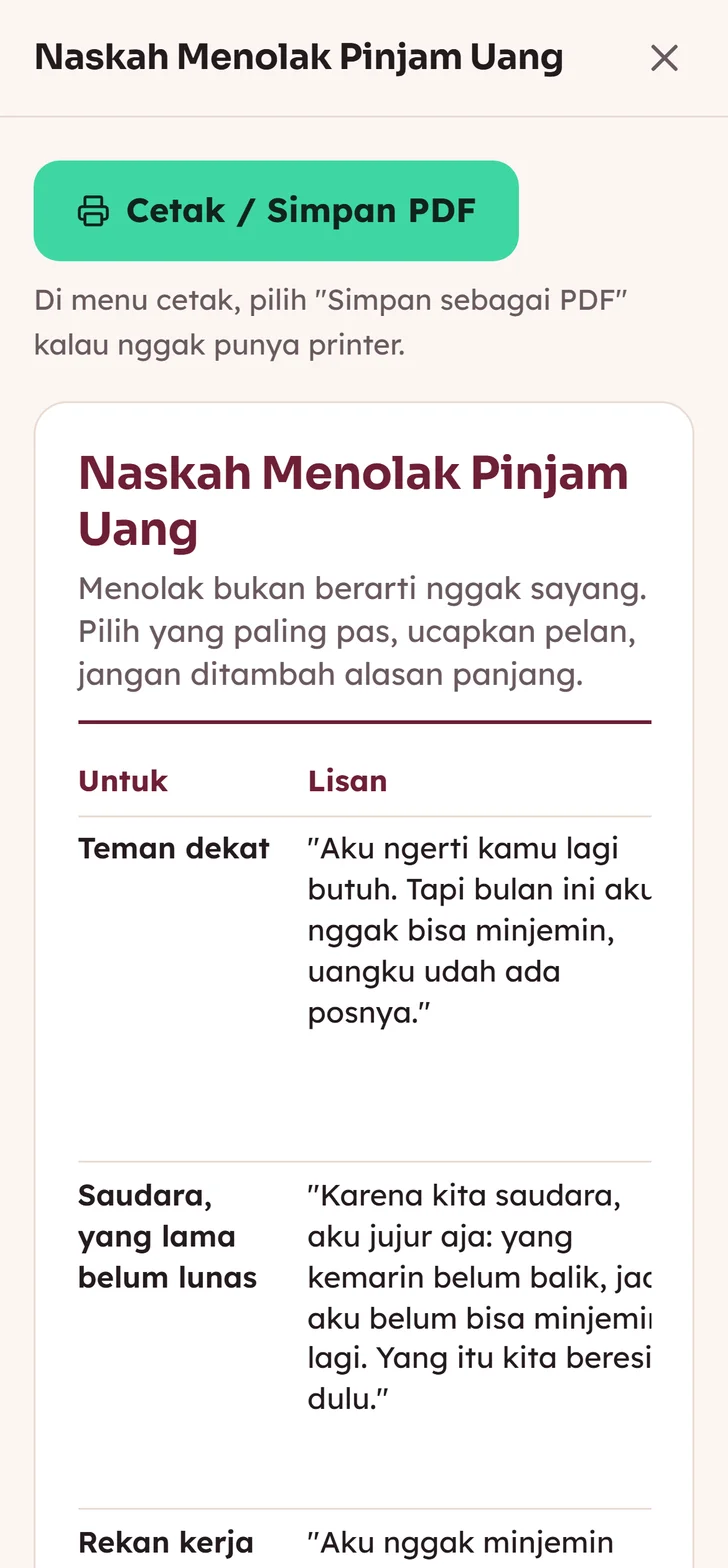 Naskah Menolak Pinjam Uang
Cetak / Simpan PDF
Di menu cetak, pilih "Simpan sebagai PDF"
kalau nggak punya printer.
Naskah Menolak Pinjam
Uang
Menolak bukan berarti nggak sayang.
Pilih yang paling pas, ucapkan pelan,
jangan ditambah alasan panjang.
Untuk
Lisan
Teman dekat
"Aku ngerti kamu lagi
butuh. Tapi bulan ini aku
nggak bisa minjemin,
uangku udah ada
posnya."
Saudara,
yang lama
belum lunas
"Karena kita saudara,
aku jujur aja: yang
kemarin belum balik,
aku belum bisa
lagi. Yang itu kita
dulu."
Rekan kerja
"Aku nggak minjemin